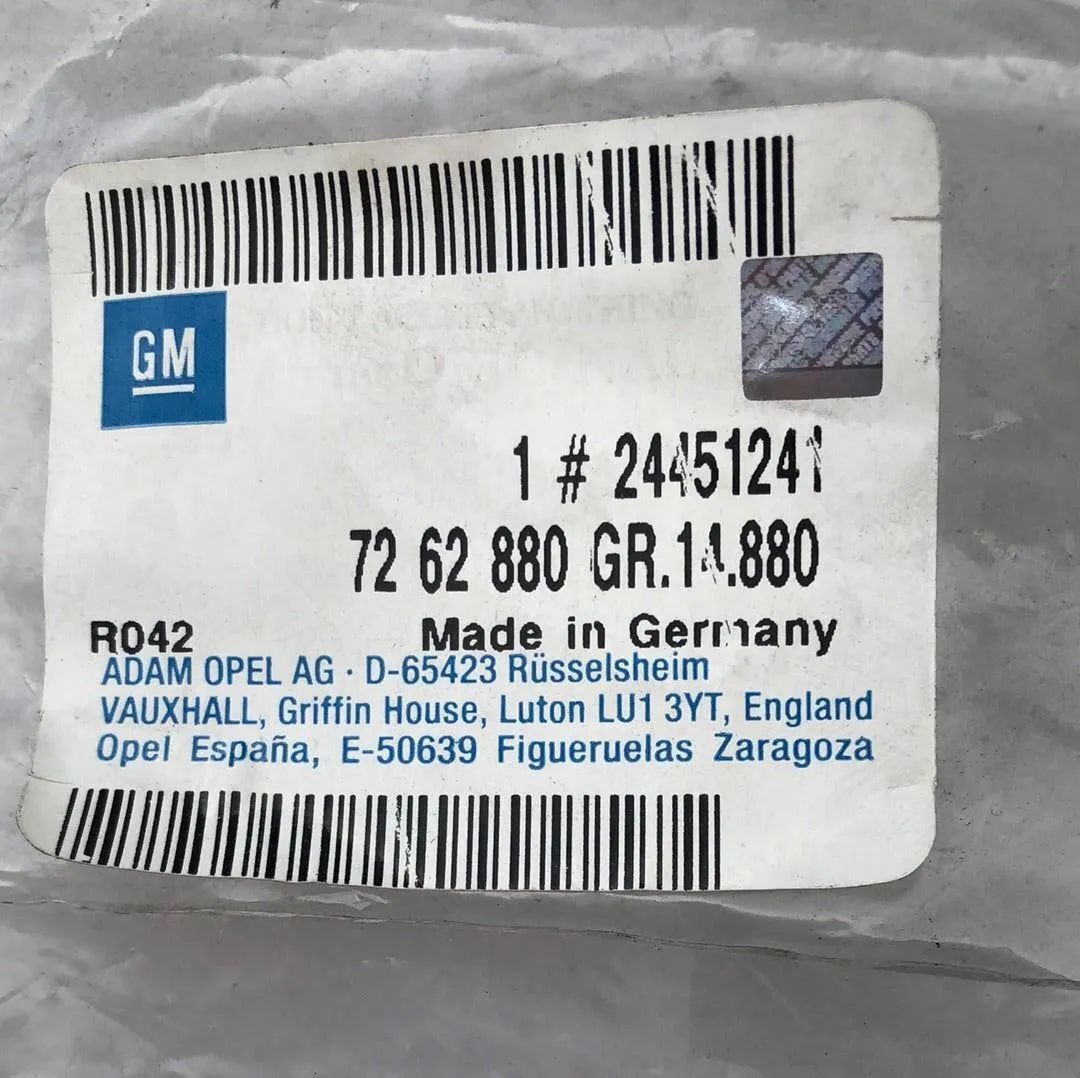 GM
1 # 24451241
72 62 880 GR.14.880
R042 Made in Germany
ADAM OPEL AG · D-65423 Rüsselsheim
VAUXHALL, Griffin House, Luton LU1 3YT, England
Opel España, E-50639 Figueruelas Zaragoza